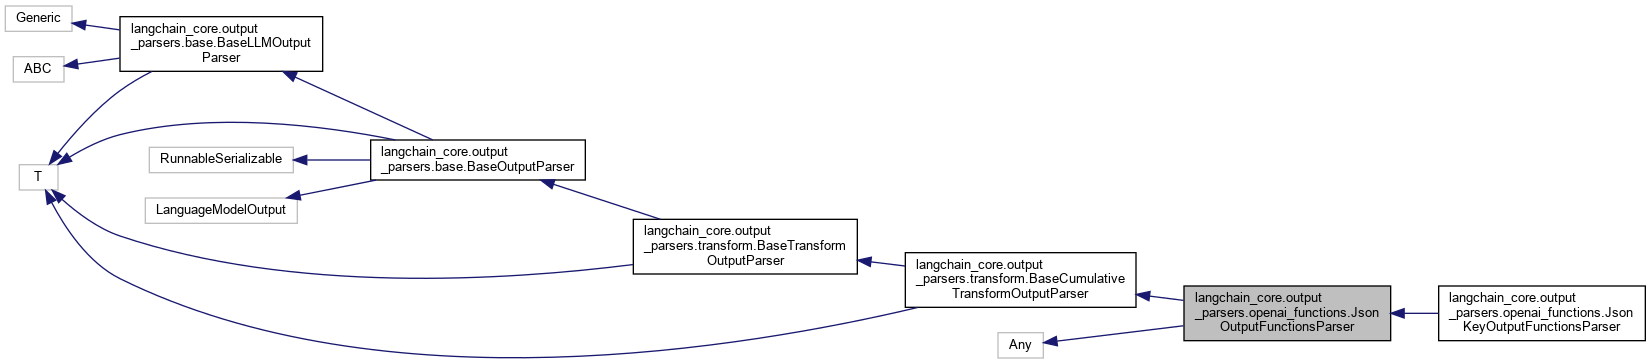 Generic
langchain_core.output
_parsers.base.BaseLLMOutput
Parser
ABC
langchain_core.output
_parsers.base.BaseOutputParser
RunnableSerializable
T
LanguageModelOutput
langchain_core.output
_parsers.transform.BaseTransform
OutputParser
langchain_core.output
_parsers.transform.BaseCumulative
TransformOutputParser
langchain_core.output
_parsers.openai_functions.Json
OutputFunctionsParser
langchain_core.output
_parsers.openai_functions.Json
KeyOutputFunctionsParser
Any